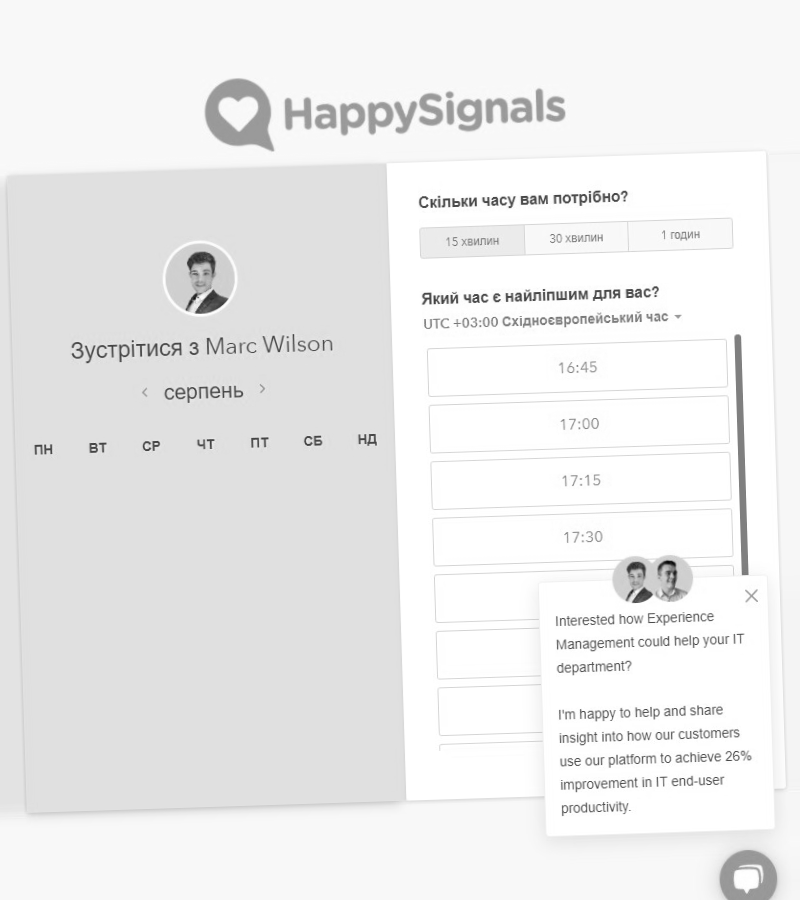 HappySignals
Зустрітися з Marc Wilson
серпень
ПН ВТ СР ЧТ ПТ СБ НД
Скільки часу вам потрібно?
15 хвилин 30 хвилин 1 годин
Який час є найліпшим для вас?
UTC +03:00 Східноєвропейський час
16:45
17:00
17:15
17:30
Interested how Experience
Management could help your IT
department?
I'm happy to help and share
insight into how our customers
use our platform to achieve 26%
improvement in IT end-user
productivity.